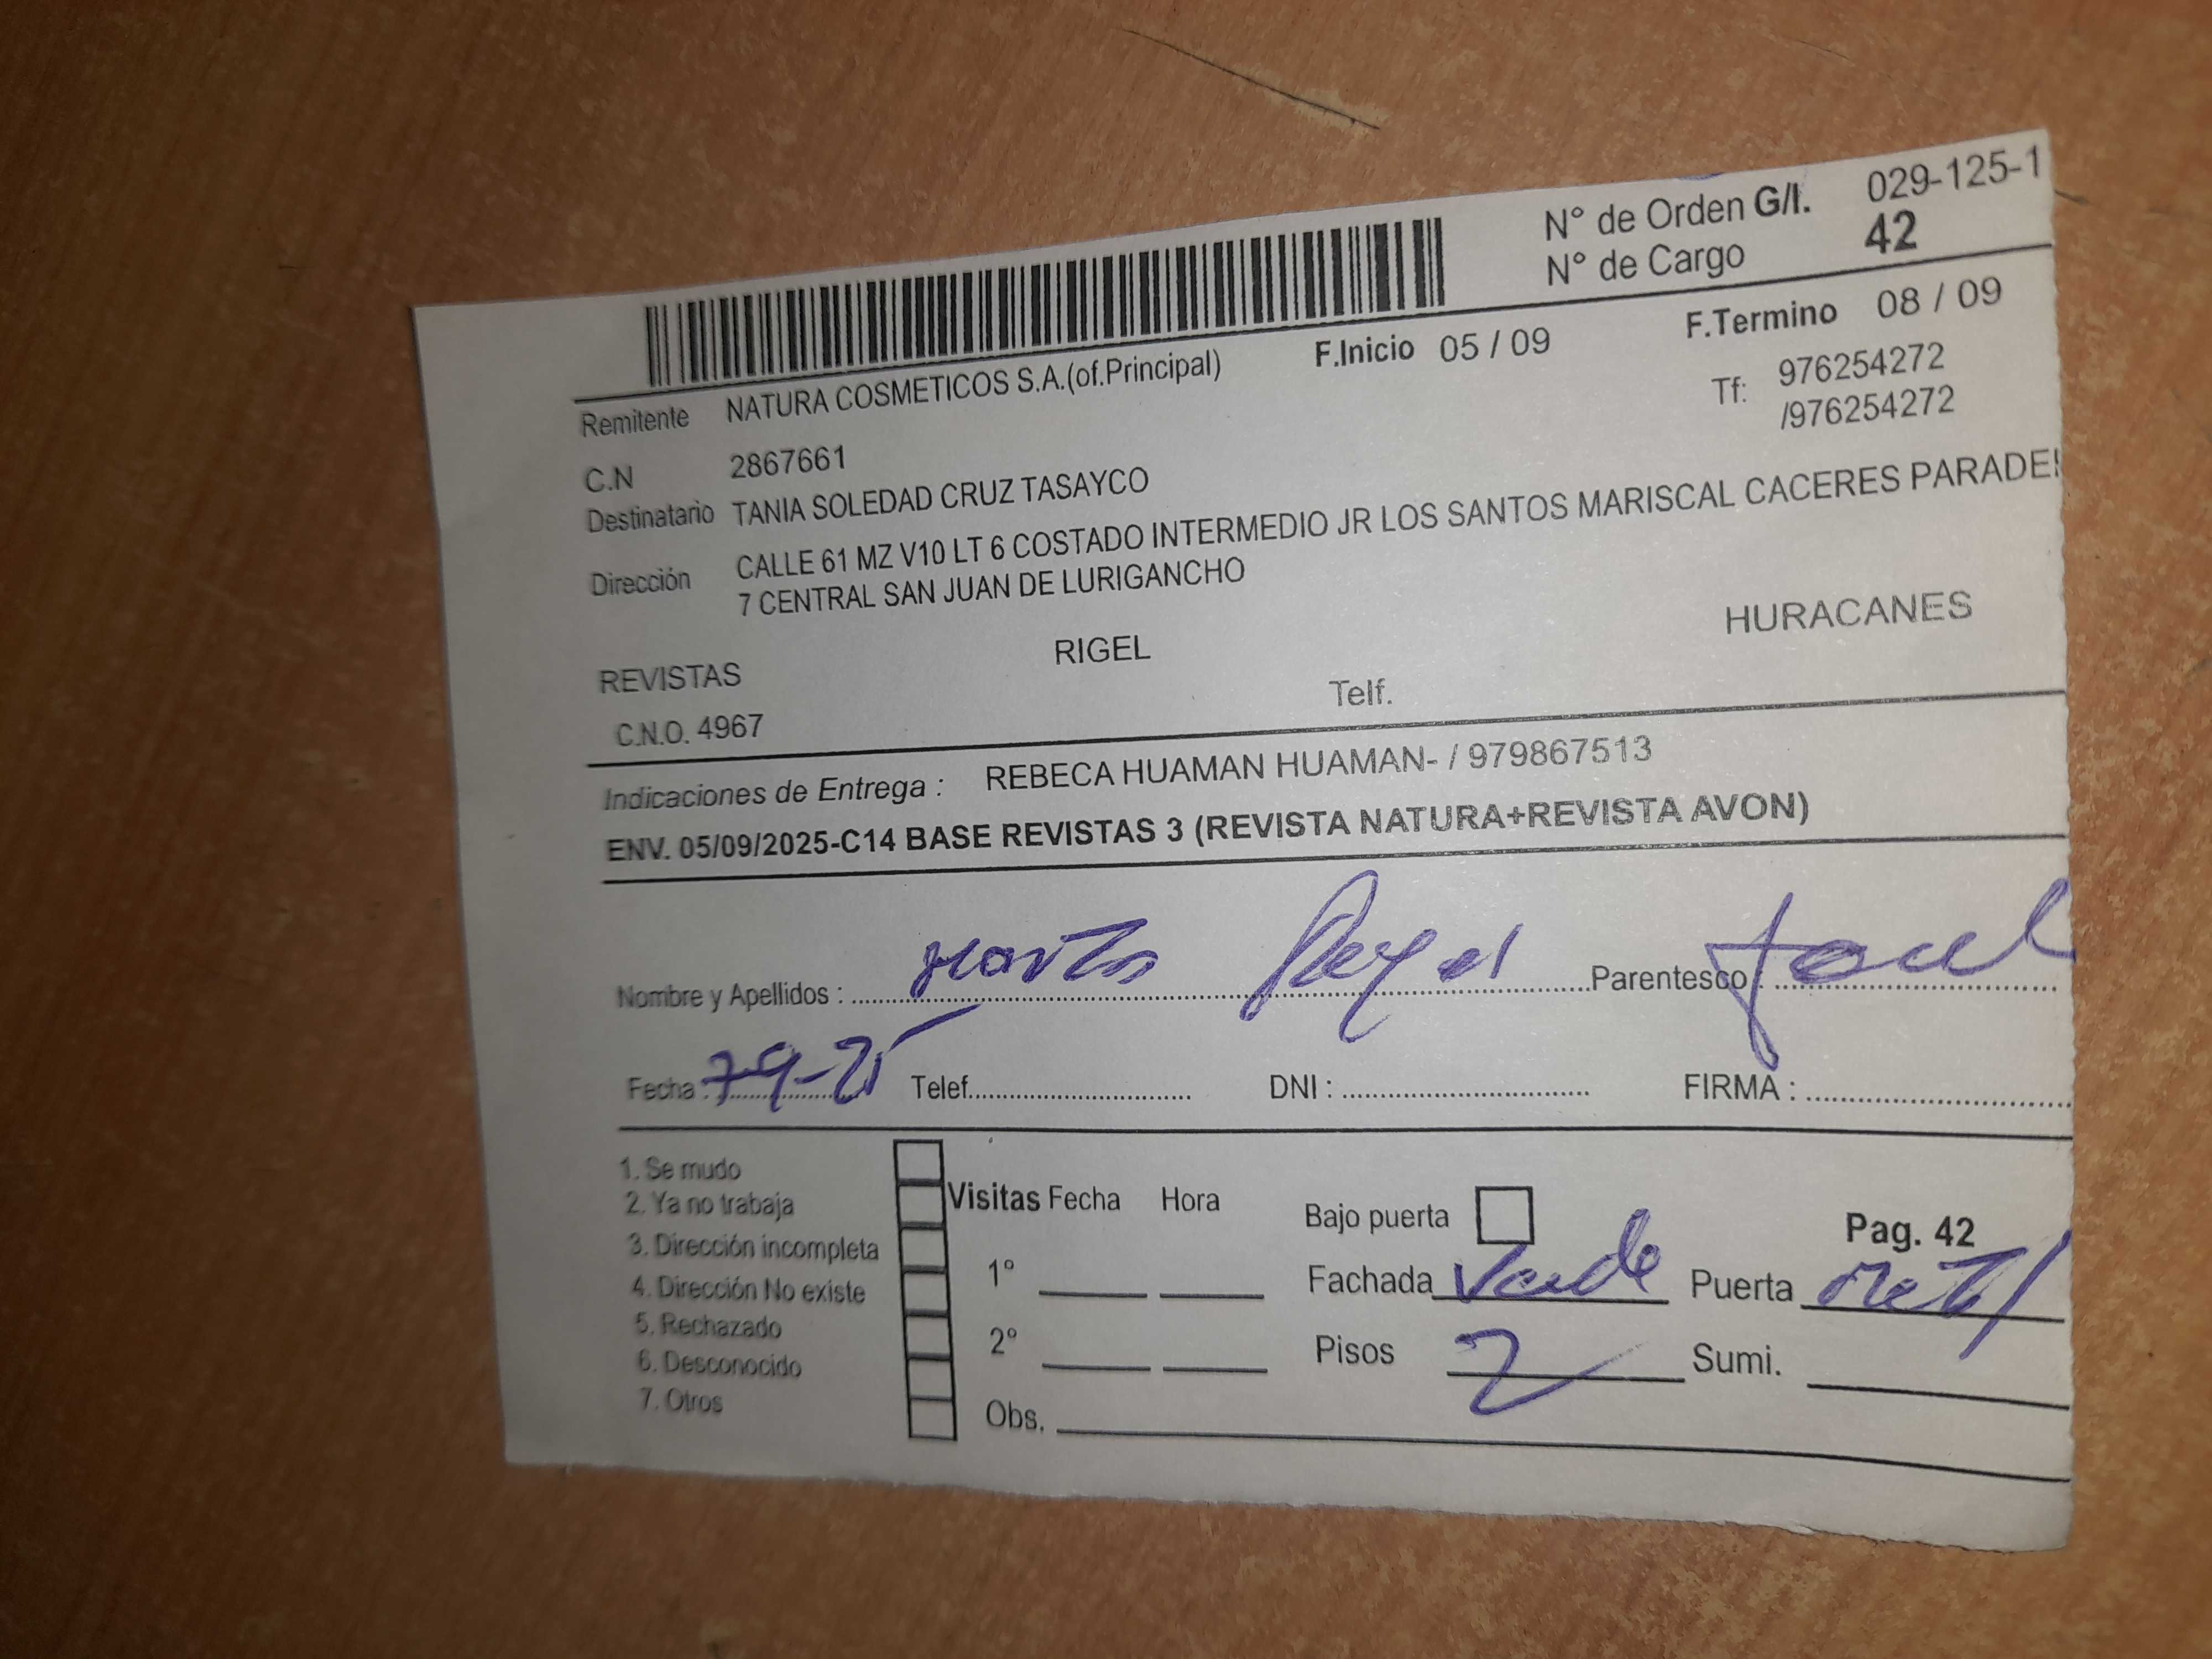 N° de Orden G/I. 029-125-1
N° de Cargo 42
F.Inicio 05 / 09 F.Termino 08 / 09
Remitente NATURA COSMETICOS S.A.(of.Principal) Tf: 976254272
/976254272
C.N 2867661
Destinatario TANIA SOLEDAD CRUZ TASAYCO
Dirección CALLE 61 MZ V10 LT 6 COSTADO INTERMEDIO JR LOS SANTOS MARISCAL CACERES
7 CENTRAL SAN JUAN DE LURIGANCHO
REVISTAS RIGEL HURACANES
C.N.O. 4967 Telf.
Indicaciones de Entrega : REBECA HUAMAN HUAMAN- / 979867513
ENV. 05/09/2025-C14 BASE REVISTAS 3 (REVISTA NATURA+REVISTA AVON)
Nombre y Apellidos : Parentesco :
Fecha : 7-9-25 Telef. DNI : FIRMA :
1. Se mudo
2. Ya no trabaja
3. Dirección incompleta
4. Dirección No existe
5. Rechazado
6. Desconocido
7. Otros
Visitas Fecha Hora
1°
2°
Obs.
Bajo puerta Pag. 42
Fachada Verde Puerta Metal
Pisos 2 Sumi.